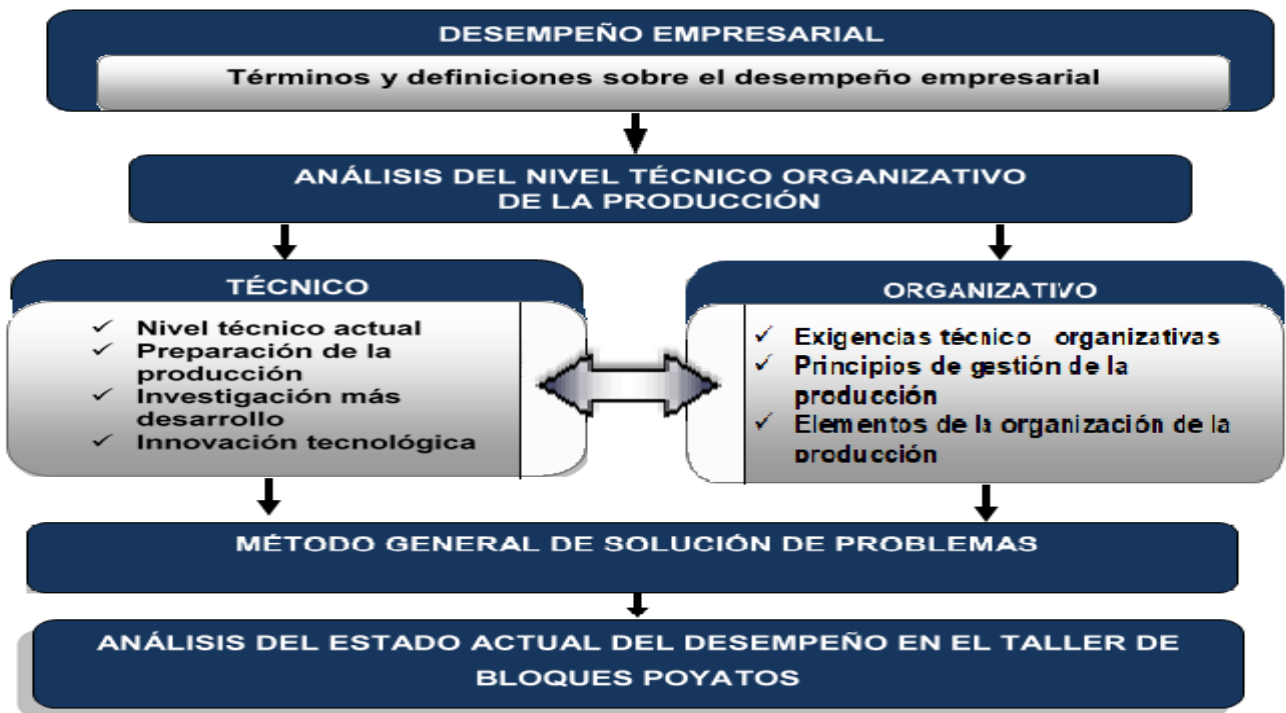 DESEMPEÑO EMPRESARIAL
Términos y definiciones sobre el desempeño empresarial
ANÁLISIS DEL NIVEL TÉCNICO ORGANIZATIVO
DE LA PRODUCCIÓN
TÉCNICO
✓ Nivel técnico actual
✓ Preparación de la
producción
✓ Investigación más
desarrollo
✓ Innovación tecnológica
ORGANIZATIVO
✓ Exigencias técnico organizativas
✓ Principios de gestión de la
producción
✓ Elementos de la organización de la
producción
MÉTODO GENERAL DE SOLUCIÓN DE PROBLEMAS
ANÁLISIS DEL ESTADO ACTUAL DEL DESEMPEÑO EN EL TALLER DE
BLOQUES POYATOS